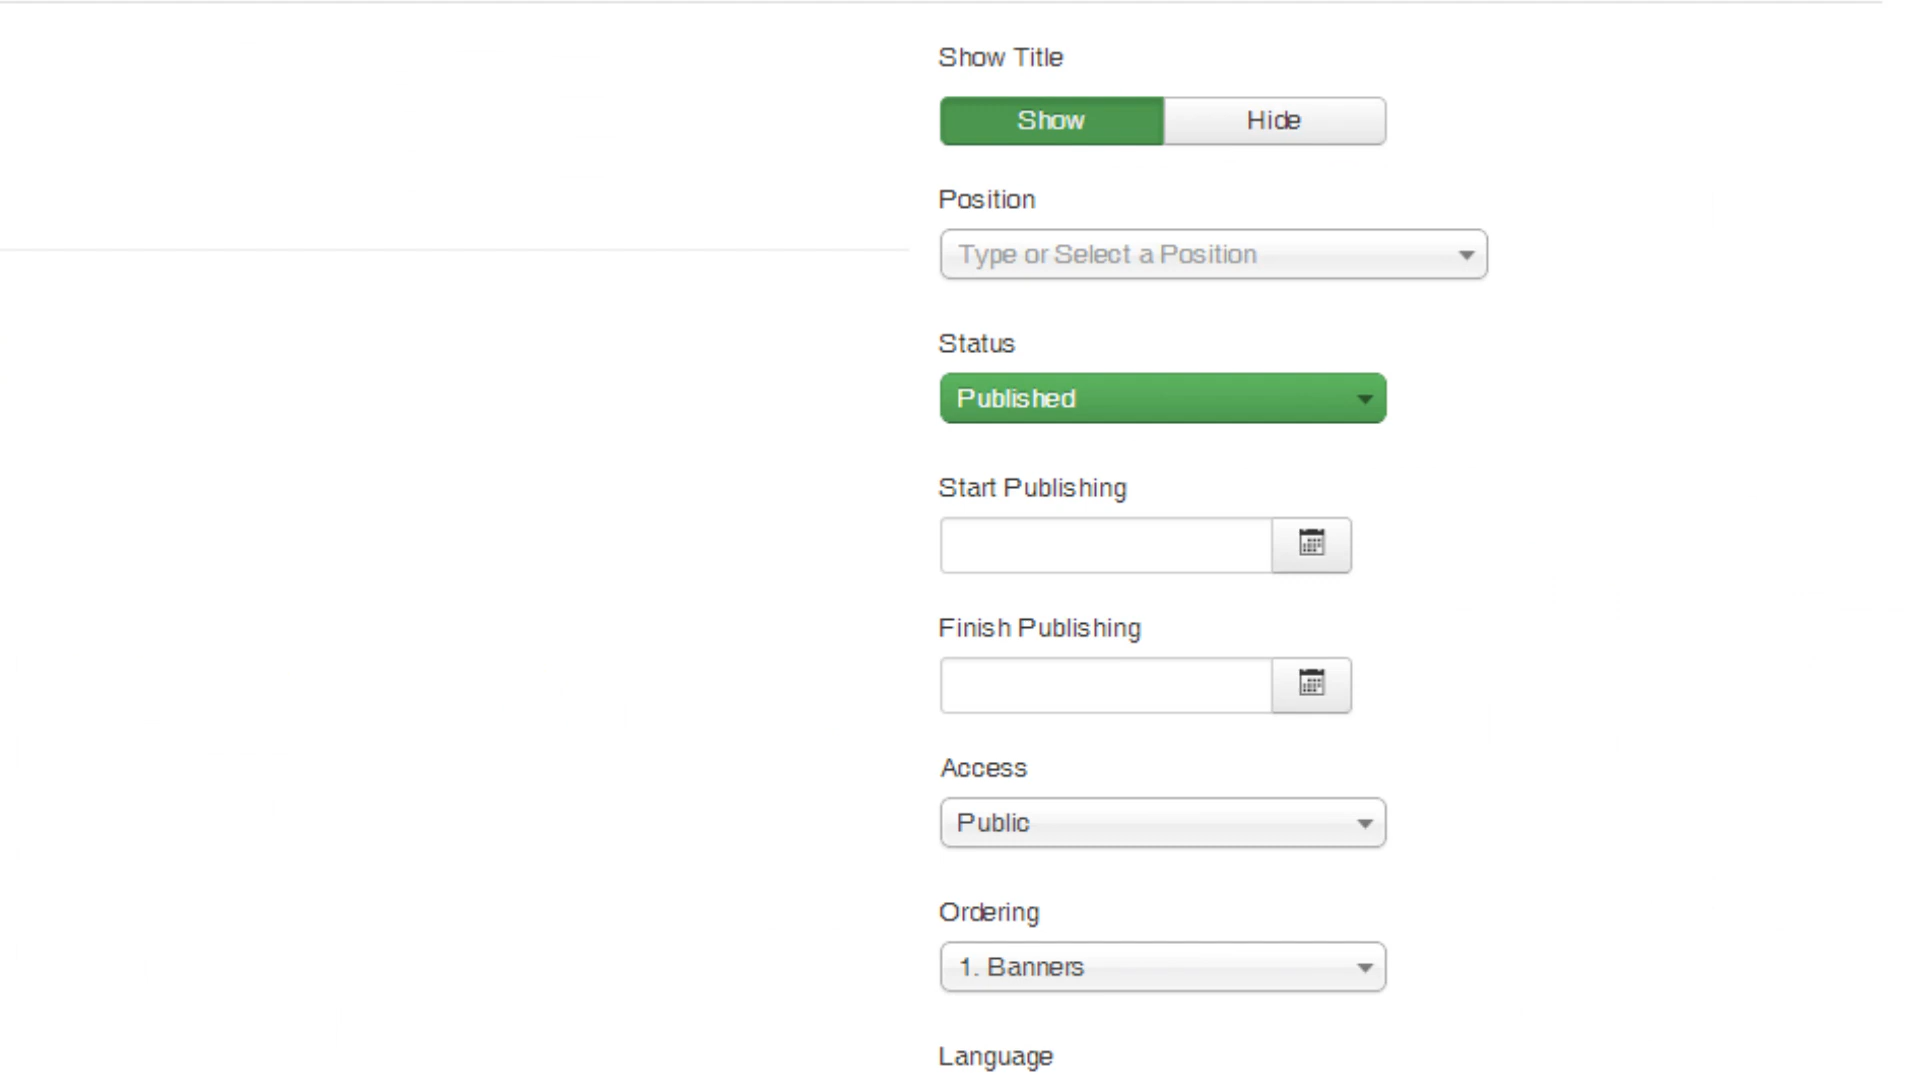 Show Title
Show Hide
Position
Type or Select a Position
Status
Published
Start Publishing
Finish Publishing
Access
Public
Ordering
1. Banners
Language